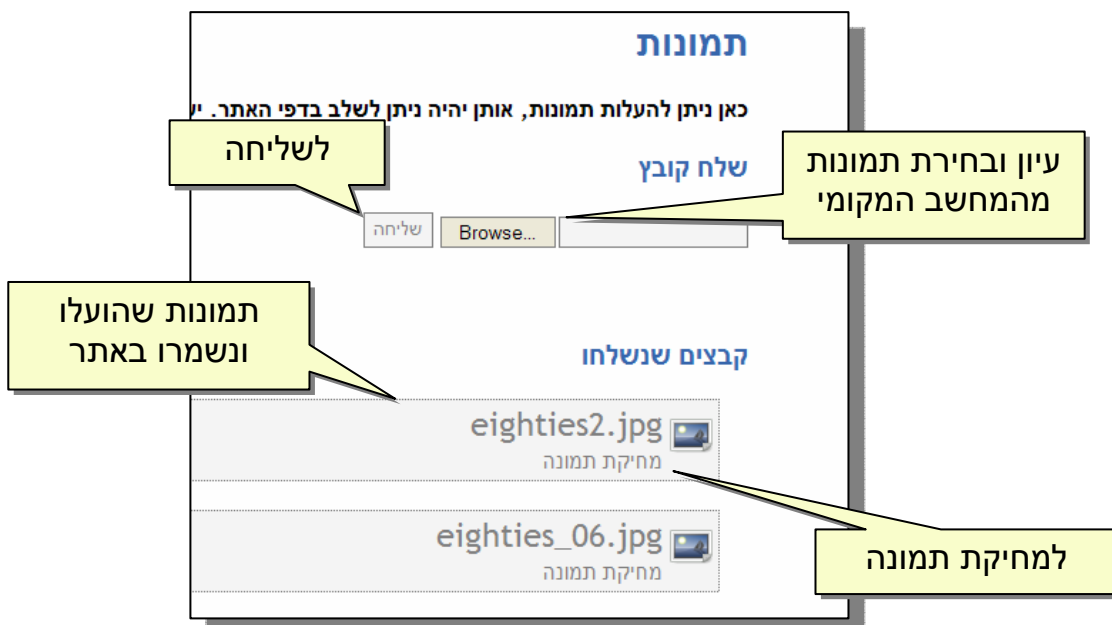 תמונות
כאן ניתן להעלות תמונות, אותן יהיה ניתן לשלב בדפי האתר.
לשליחה
עיון ובחירת תמונות
מהמחשב המקומי
שלח קובץ
Browse...
שליחה
תמונות שהועלו
ונשמרו באתר
קבצים שנשלחו
eighties2.jpg
מחיקת תמונה
eighties_06.jpg
מחיקת תמונה
למחיקת תמונה